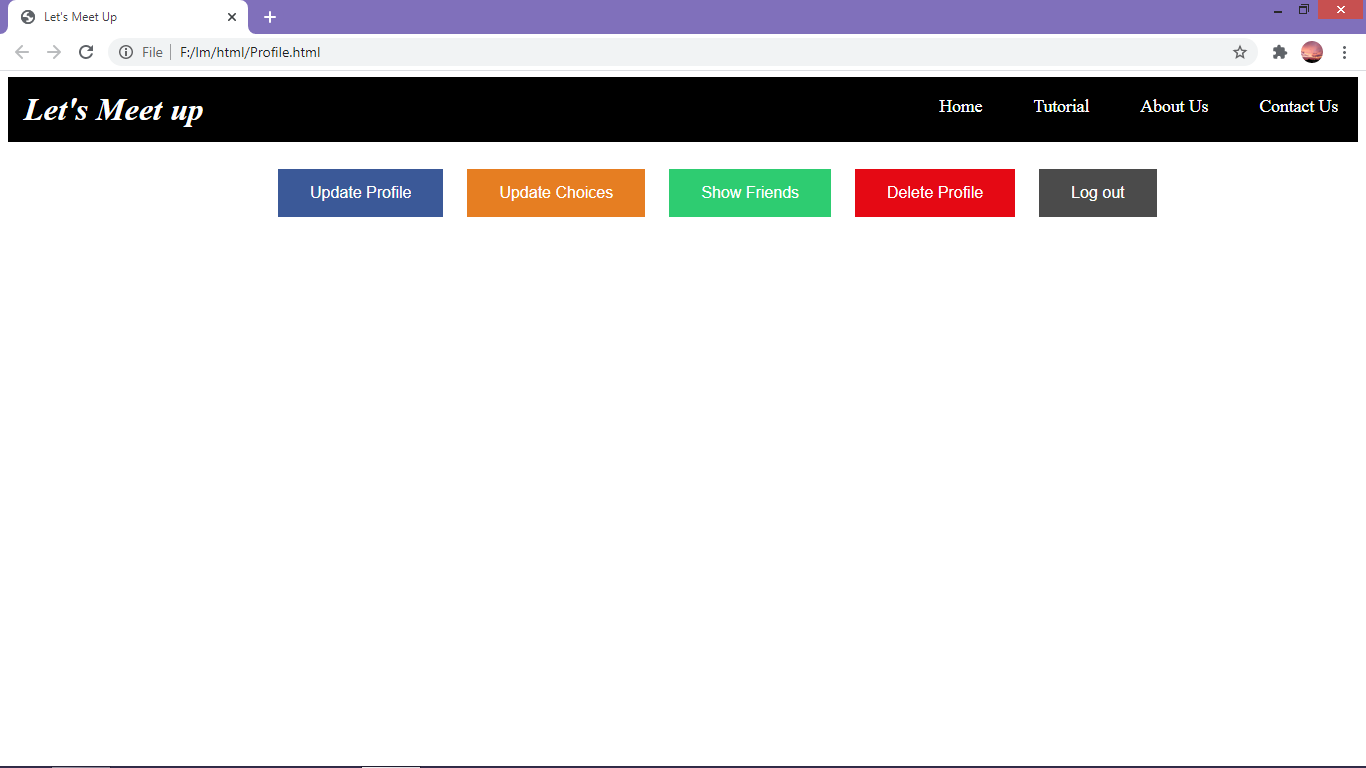 Let's Meet Up
File F:/lm/html/Profile.html
Let's Meet up Home Tutorial About Us Contact Us
Update Profile Update Choices Show Friends Delete Profile Log out